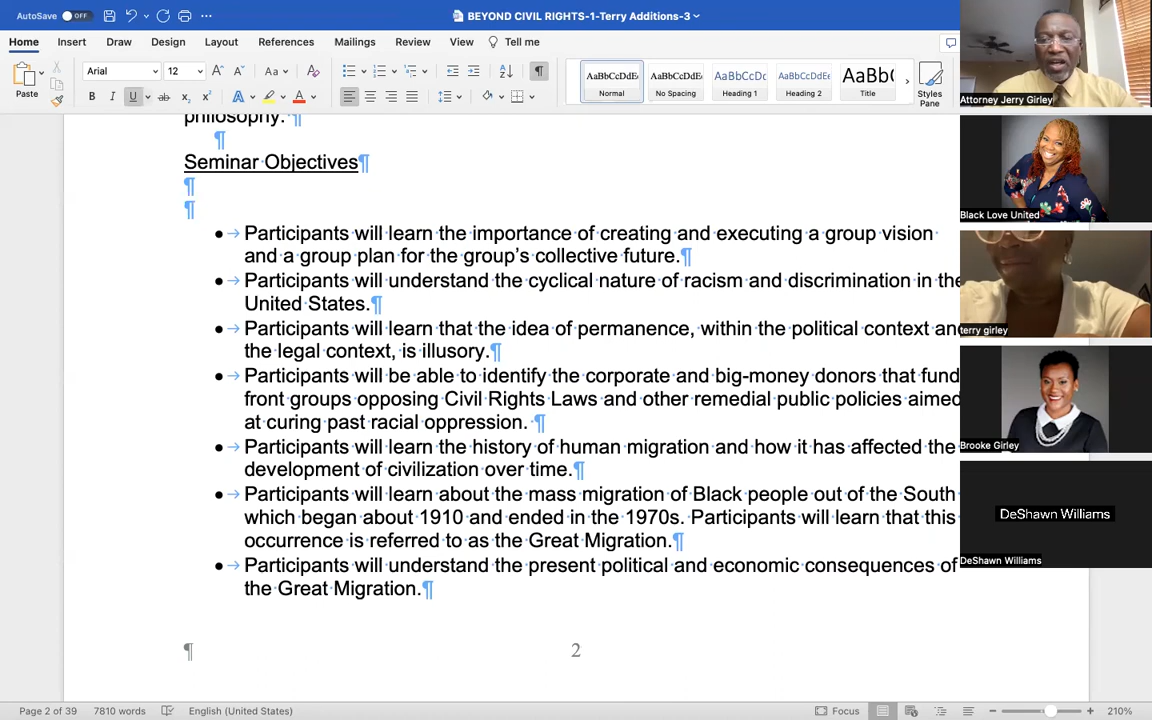 AutoSave OFF
BEYOND CIVIL RIGHTS-1-Terry Additions-3
Home Insert Draw Design Layout References Mailings Review View Tell me
Paste
Arial 12
AaBbCcDdEe Normal
AaBbCcDdEe No Spacing
AaBbCcDc Heading 1
AaBbCcDdEe Heading 2
AaBb( Title
Styles Pane
philosophy.¶
¶
Seminar Objectives¶
¶
¶
● → Participants will learn the importance of creating and executing a group vision
and a group plan for the group's collective future.¶
● → Participants will understand the cyclical nature of racism and discrimination in the
United States.¶
● → Participants will learn that the idea of permanence, within the political context and
the legal context, is illusory.¶
● → Participants will be able to identify the corporate and big-money donors that fund
front groups opposing Civil Rights Laws and other remedial public policies aimed
at curing past racial oppression. ¶
● → Participants will learn the history of human migration and how it has affected the
development of civilization over time.¶
● → Participants will learn about the mass migration of Black people out of the South
which began about 1910 and ended in the 1970s. Participants will learn that this
occurrence is referred to as the Great Migration.¶
● → Participants will understand the present political and economic consequences of
the Great Migration.¶
¶ 2
Page 2 of 39 7810 words English (United States) Focus 210%
Attorney Jerry Girley
Black Love United
terry girley
Brooke Girley
DeShawn Williams
DeShawn Williams